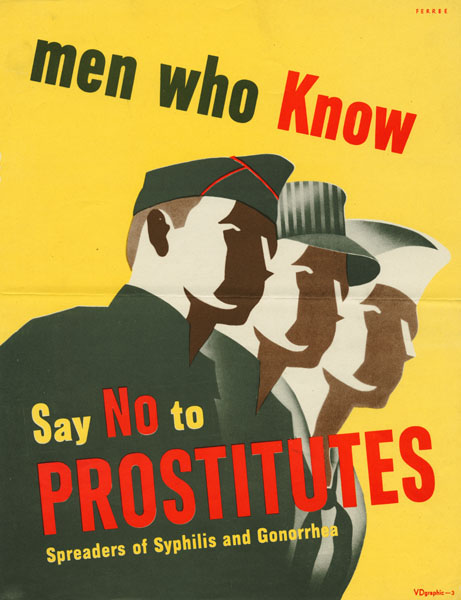 FERREE
men who Know
Say No to
PROSTITUTES
Spreaders of Syphilis and Gonorrhea
VDgraphic—3